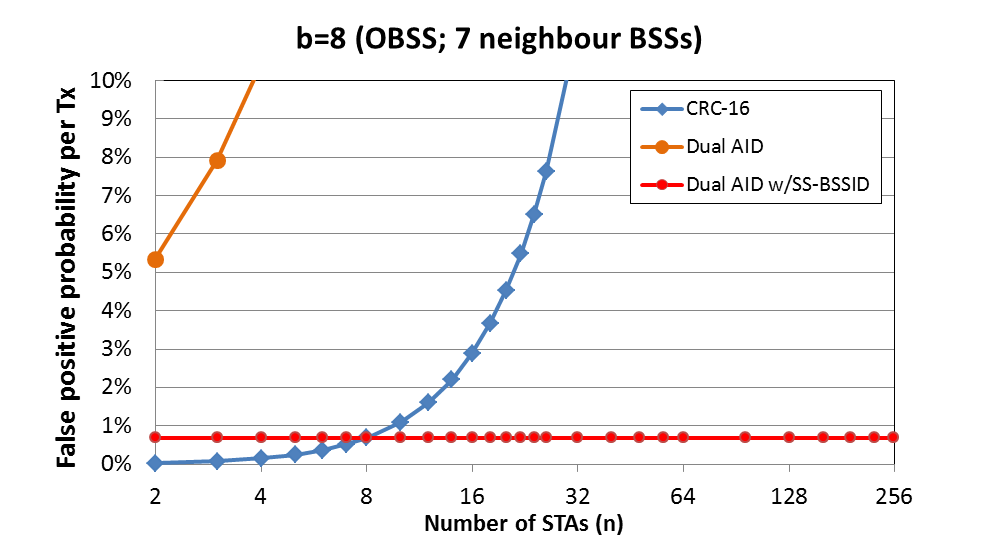 b=8 (OBSS; 7 neighbour BSSs)
False positive probability per Tx
10%
9%
8%
7%
6%
5%
4%
3%
2%
1%
0%
CRC-16
Dual AID
Dual AID w/SS-BSSID
2 4 8 16 32 64 128 256
Number of STAs (n)